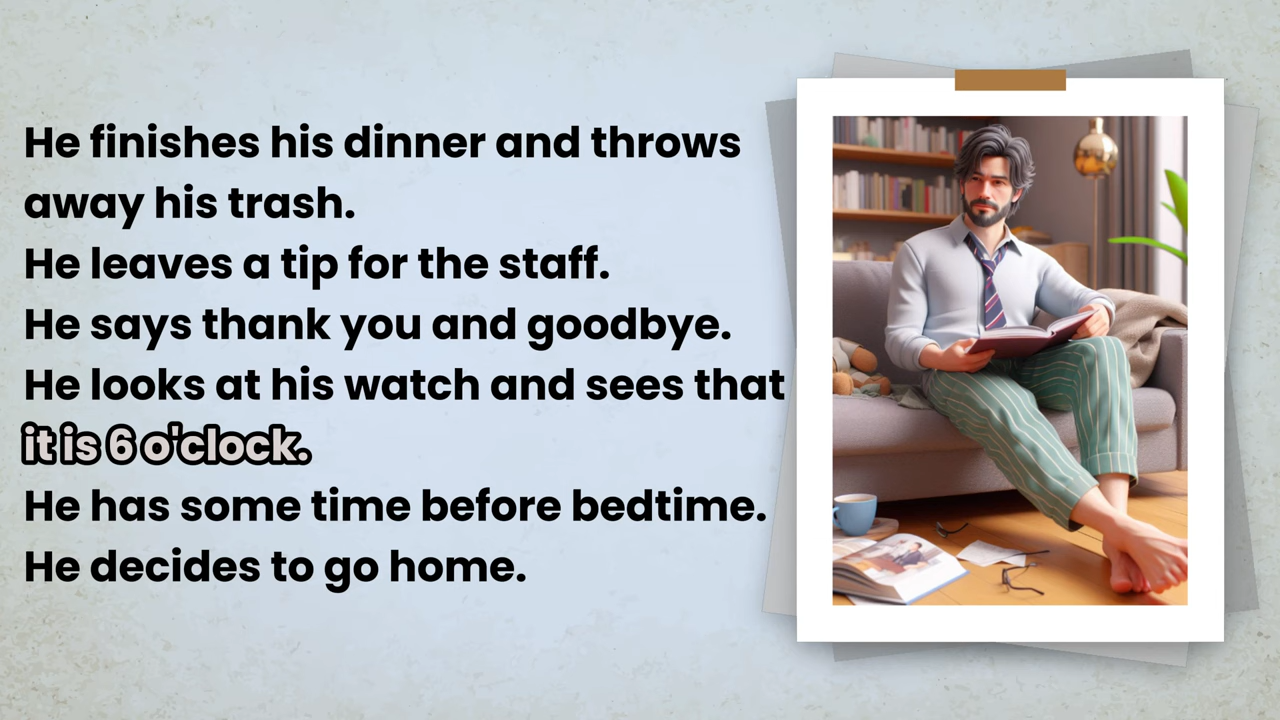 He finishes his dinner and throws
away his trash.
He leaves a tip for the staff.
He says thank you and goodbye.
He looks at his watch and sees that
it is 6 o'clock.
He has some time before bedtime.
He decides to go home.